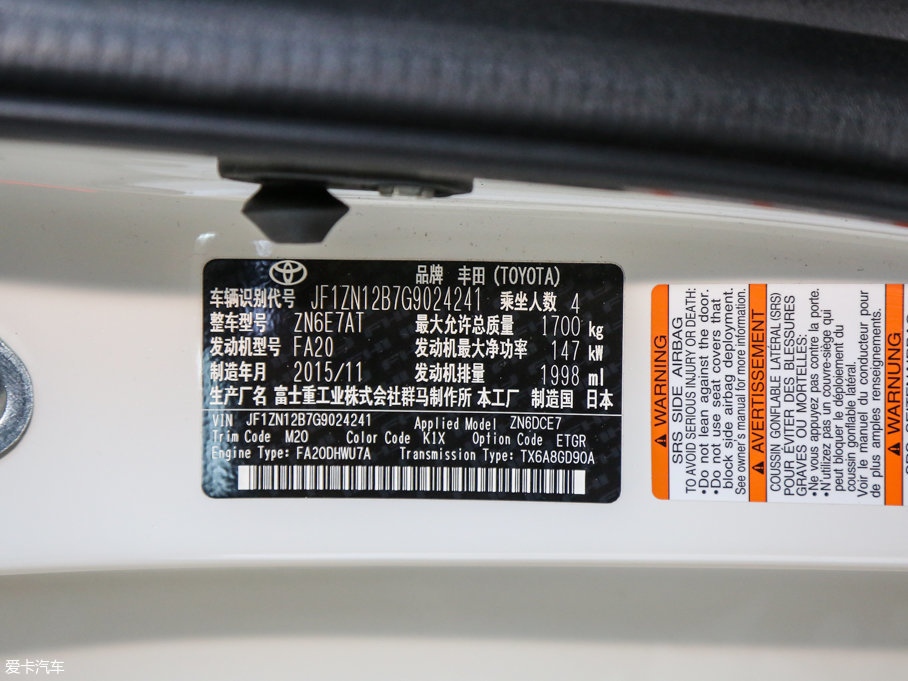 品牌 丰田 (TOYOTA)
车辆识别代号 JF1ZN12B7G9024241 乘坐人数 4
整车型号 ZN6E7AT 最大允许总质量 1700 kg
发动机型号 FA20 发动机最大净功率 147 kW
制造年月 2015/11 发动机排量 1998 ml
生产厂名 富士重工业株式会社群马制作所 本工厂 制造国 日本
VIN JF1ZN12B7G9024241 Applied Model ZN6DCE7
Trim Code M20 Color Code K1X Option Code ETGR
Engine Type: FA20DHWU7A Transmission Type: TX6A8GD90A
WARNING
SRS SIDE AIRBAG
TO AVOID SERIOUS INJURY OR DEATH:
•Do not lean against the door.
•Do not use seat covers that
block side airbag deployment.
See owner's manual for more information.
AVERTISSEMENT
COUSSIN GONFLABLE LATÉRAL (SRS)
POUR ÉVITER DES BLESSURES
GRAVES OU MORTELLES:
•Ne vous appuyez pas contre la porte.
•N'utilisez pas un couvre-siège qui
peut bloquer le déploiement du
coussin gonflable latéral.
Voir le manuel du conducteur pour
de plus amples renseignements.
WARNUNG
爱卡汽车